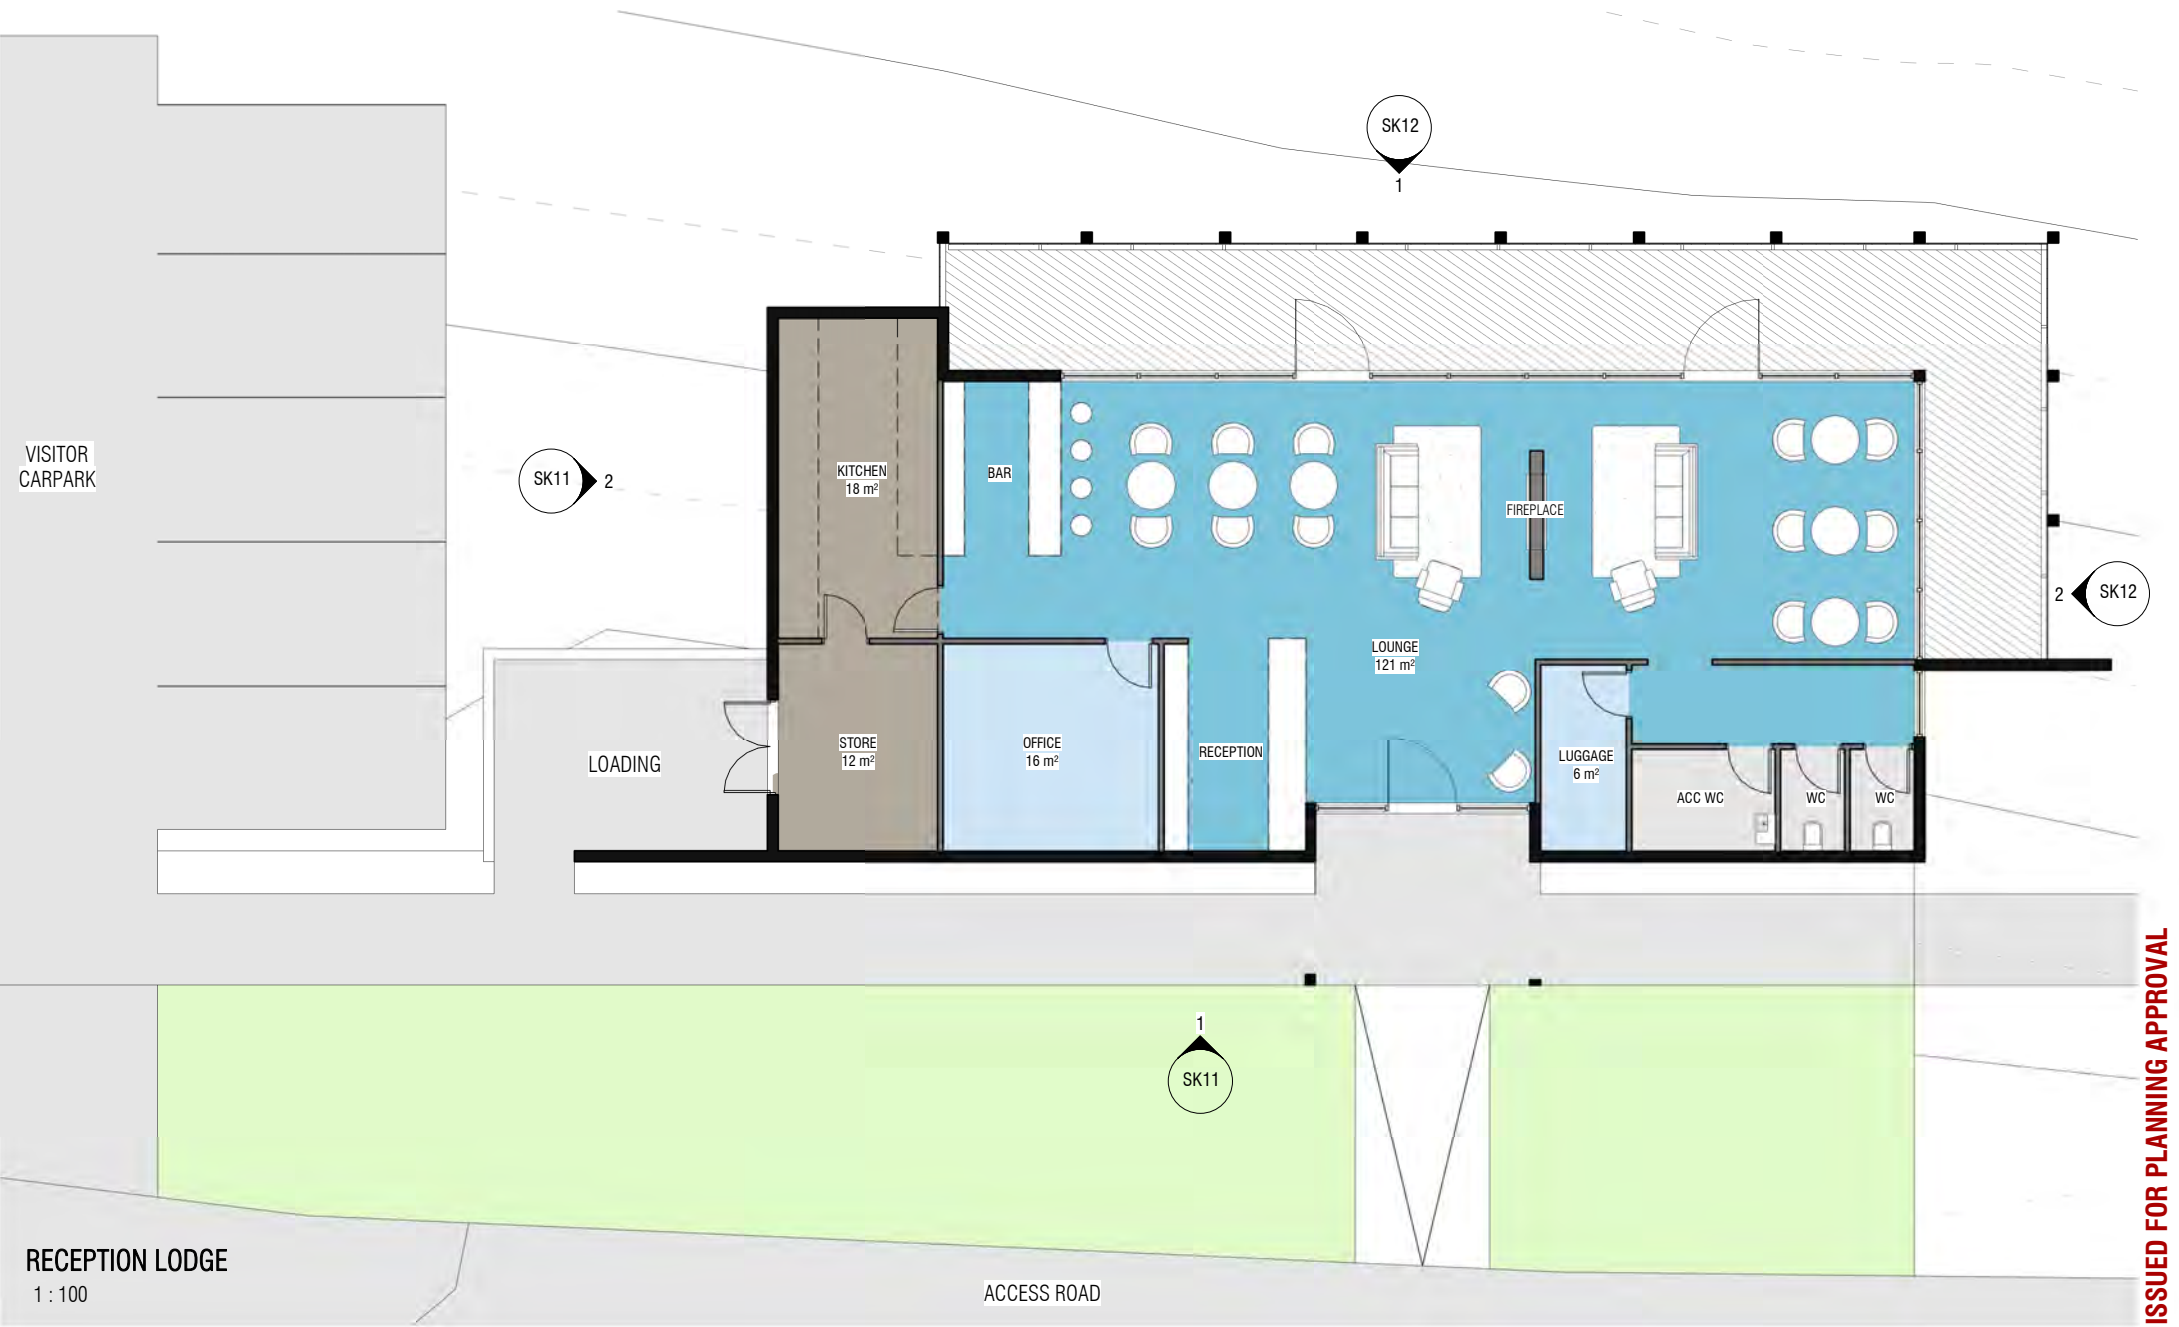 SK12
1
VISITOR
CARPARK
SK11
2
KITCHEN
18 m²
BAR
FIREPLACE
2
SK12
LOUNGE
121 m²
LOADING
STORE
12 m²
OFFICE
16 m²
RECEPTION
LUGGAGE
6 m²
ACC WC
WC
WC
1
SK11
RECEPTION LODGE
1 : 100
ACCESS ROAD
ISSUED FOR PLANNING APPROVAL